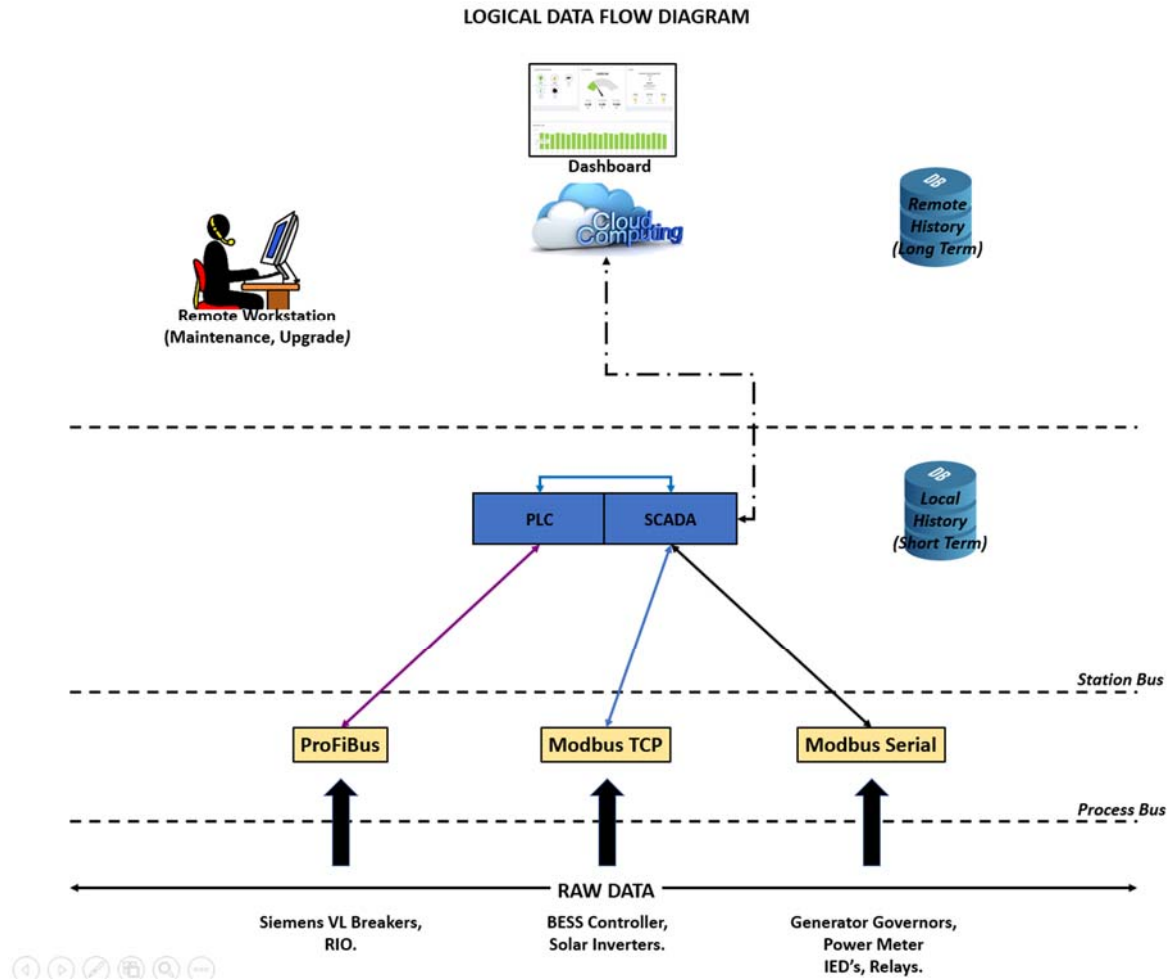 LOGICAL DATA FLOW DIAGRAM
Dashboard
Cloud
Computing
DB
Remote
History
(Long Term)
Remote Workstation
(Maintenance, Upgrade)
PLC
SCADA
DB
Local
History
(Short Term)
Station Bus
ProFiBus
Modbus TCP
Modbus Serial
Process Bus
RAW DATA
Siemens VL Breakers,
RIO.
BESS Controller,
Solar Inverters.
Generator Governors,
Power Meter
IED's, Relays.